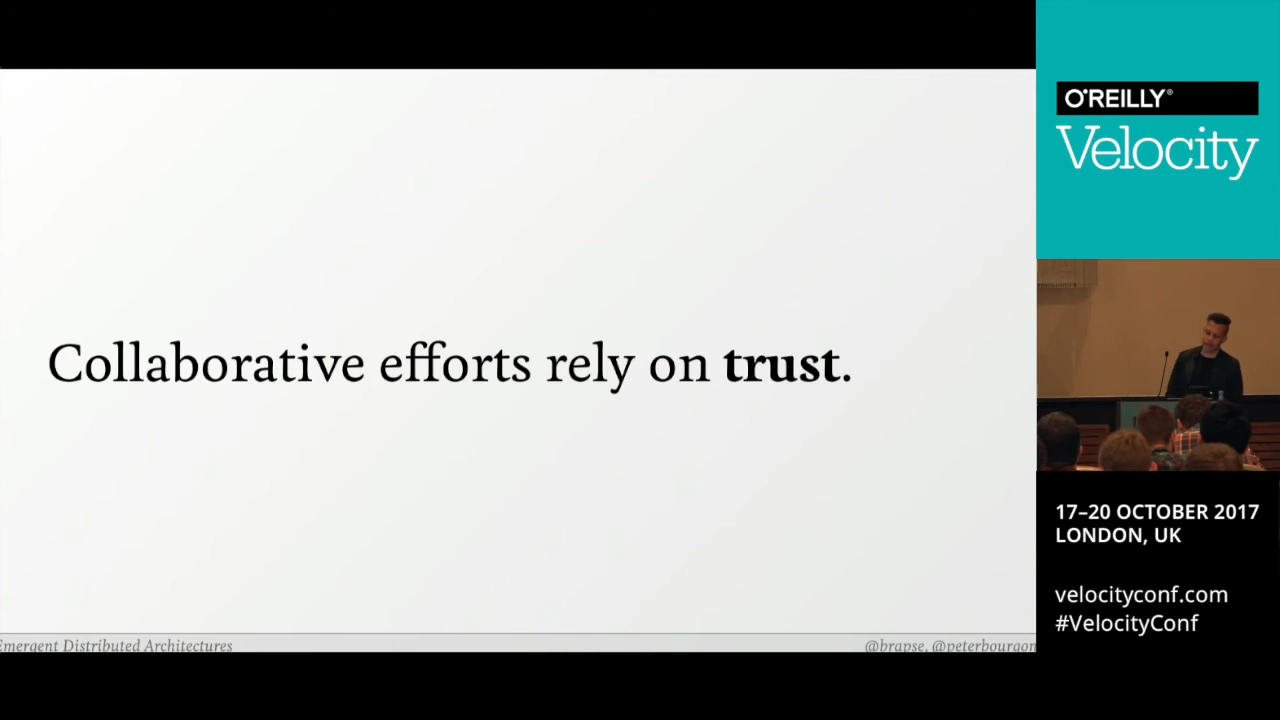 Collaborative efforts rely on trust.
Emergent Distributed Architectures
@brapse, @peterbourgon
O'REILLY®
Velocity
17–20 OCTOBER 2017
LONDON, UK
velocityconf.com
#VelocityConf